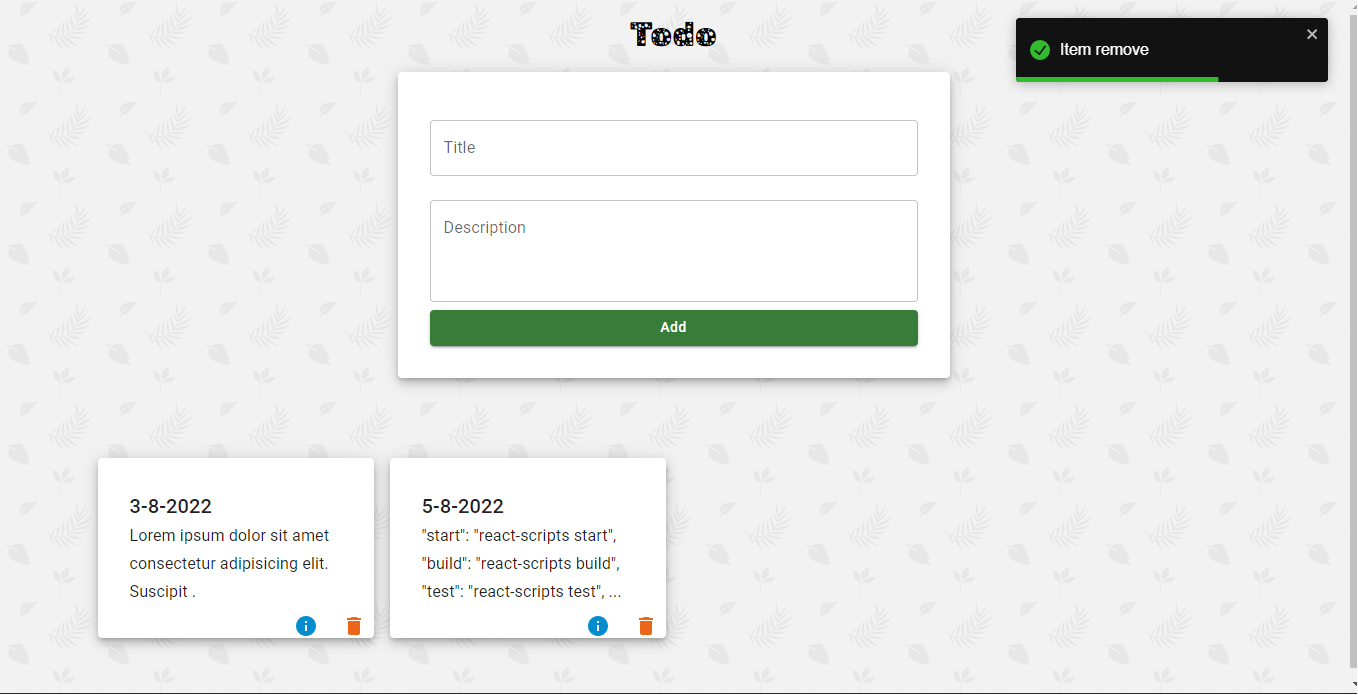 Todo
Item remove
Title
Description
Add
3-8-2022
Lorem ipsum dolor sit amet
consectetur adipisicing elit.
Suscipit .
5-8-2022
"start": "react-scripts start",
"build": "react-scripts build",
"test": "react-scripts test", ...